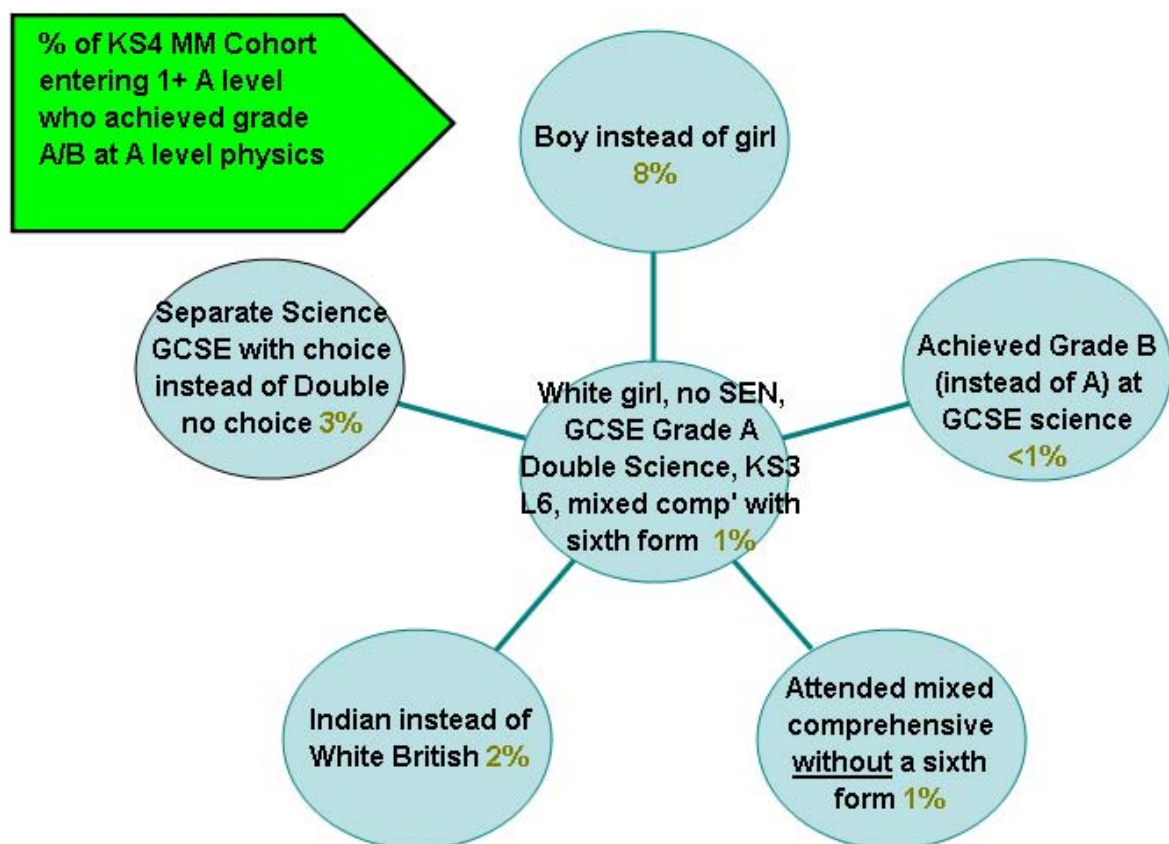 % of KS4 MM Cohort
entering 1+ A level
who achieved grade
A/B at A level physics
Boy instead of girl
8%
Separate Science
GCSE with choice
instead of Double
no choice 3%
Achieved Grade B
(instead of A) at
GCSE science
<1%
White girl, no SEN,
GCSE Grade A
Double Science, KS3
L6, mixed comp' with
sixth form 1%
Indian instead of
White British 2%
Attended mixed
comprehensive
without a sixth
form 1%